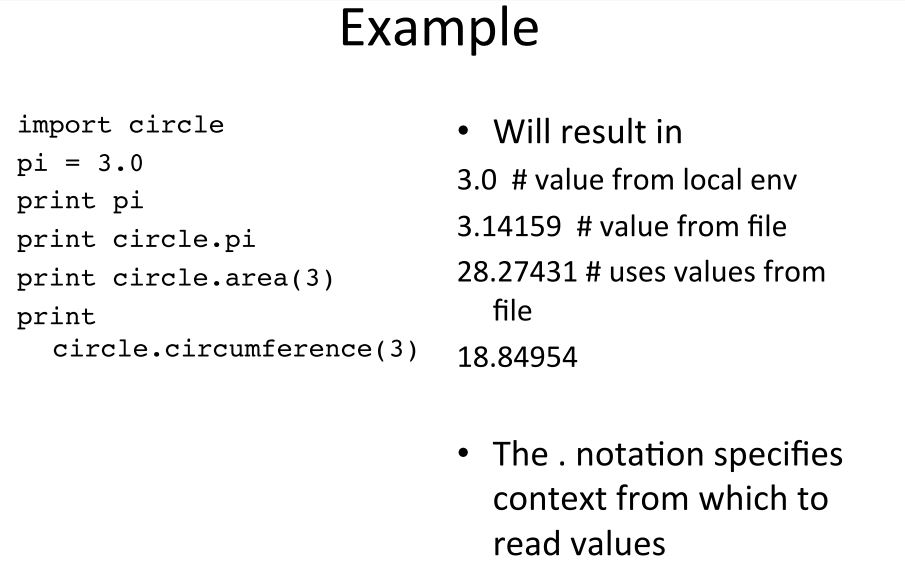 Example
import circle
pi = 3.0
print pi
print circle.pi
print circle.area(3)
print
circle.circumference(3)
• Will result in
3.0 # value from local env
3.14159 # value from file
28.27431 # uses values from
file
18.84954
• The . notation specifies
context from which to
read values